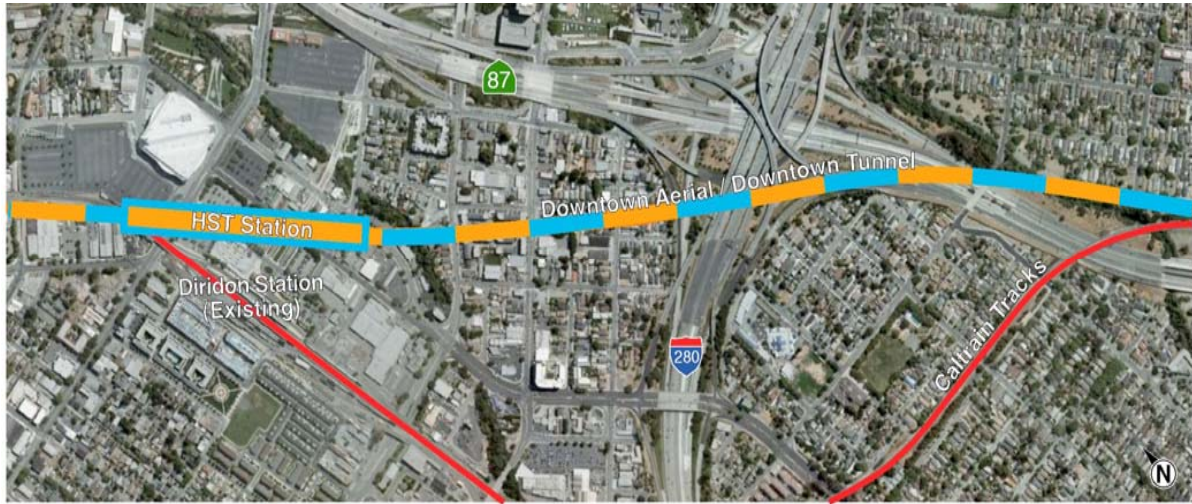 87
Downtown Aerial / Downtown Tunnel
HST Station
Diridon Station
(Existing)
Caltrain Tracks
280
N